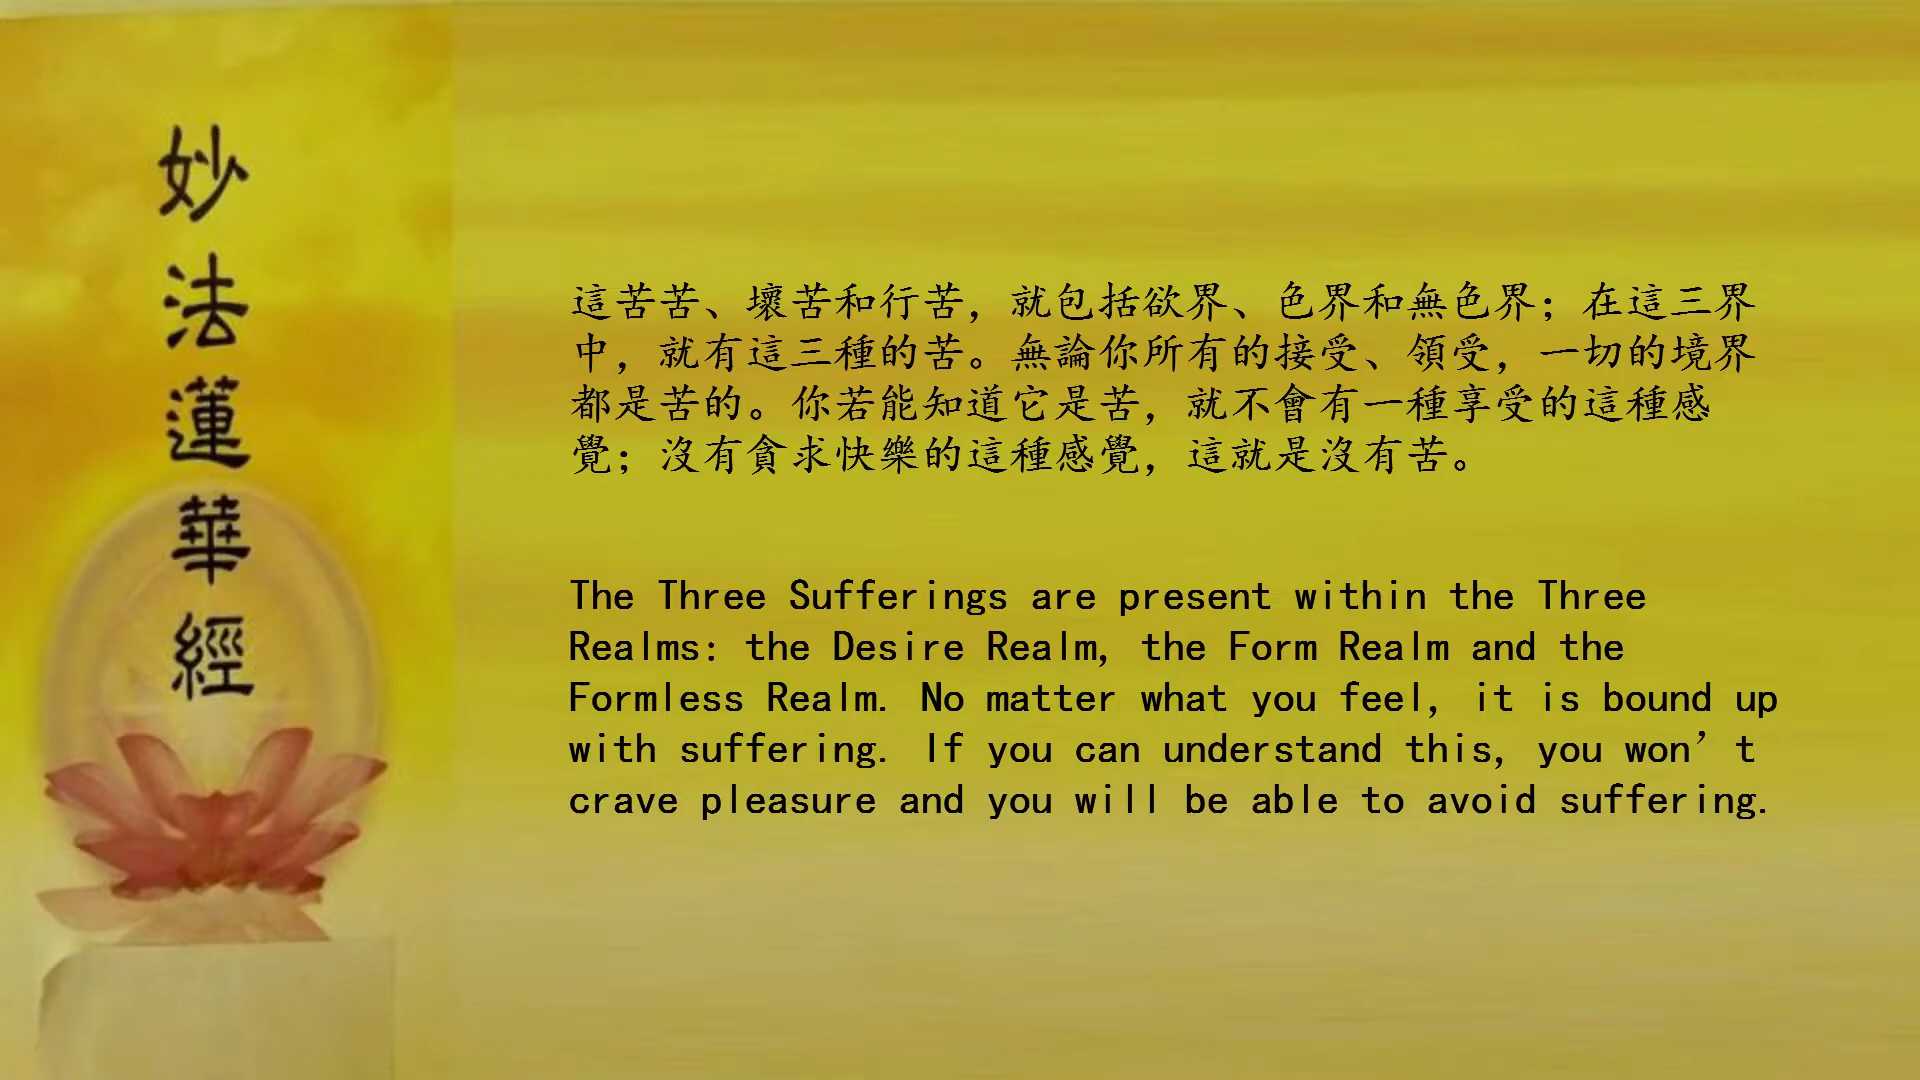 妙法蓮華經
這苦苦、壞苦和行苦，就包括欲界、色界和無色界；在這三界
中，就有這三種的苦。無論你所有的接受、領受，一切的境界
都是苦的。你若能知道它是苦，就不會有一種享受的這種感
覺；沒有貪求快樂的這種感覺，這就是沒有苦。
The Three Sufferings are present within the Three
Realms: the Desire Realm, the Form Realm and the
Formless Realm. No matter what you feel, it is bound up
with suffering. If you can understand this, you won’t
crave pleasure and you will be able to avoid suffering.